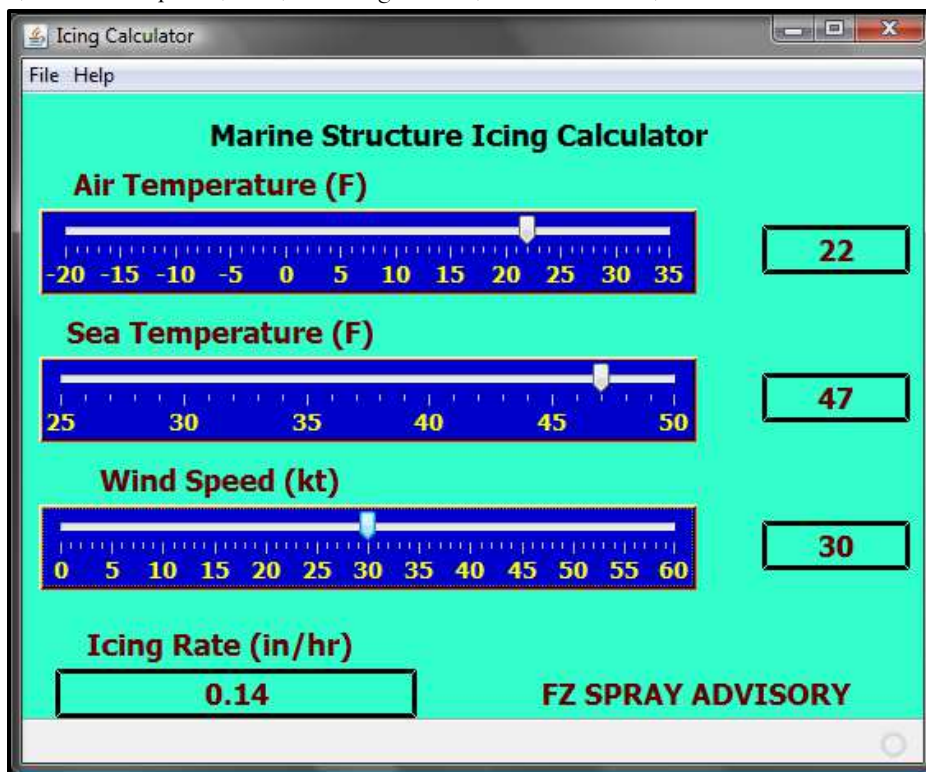 Icing Calculator
File Help
Marine Structure Icing Calculator
Air Temperature (F)
-20 -15 -10 -5 0 5 10 15 20 25 30 35
22
Sea Temperature (F)
25 30 35 40 45 50
47
Wind Speed (kt)
0 5 10 15 20 25 30 35 40 45 50 55 60
30
Icing Rate (in/hr)
0.14
FZ SPRAY ADVISORY